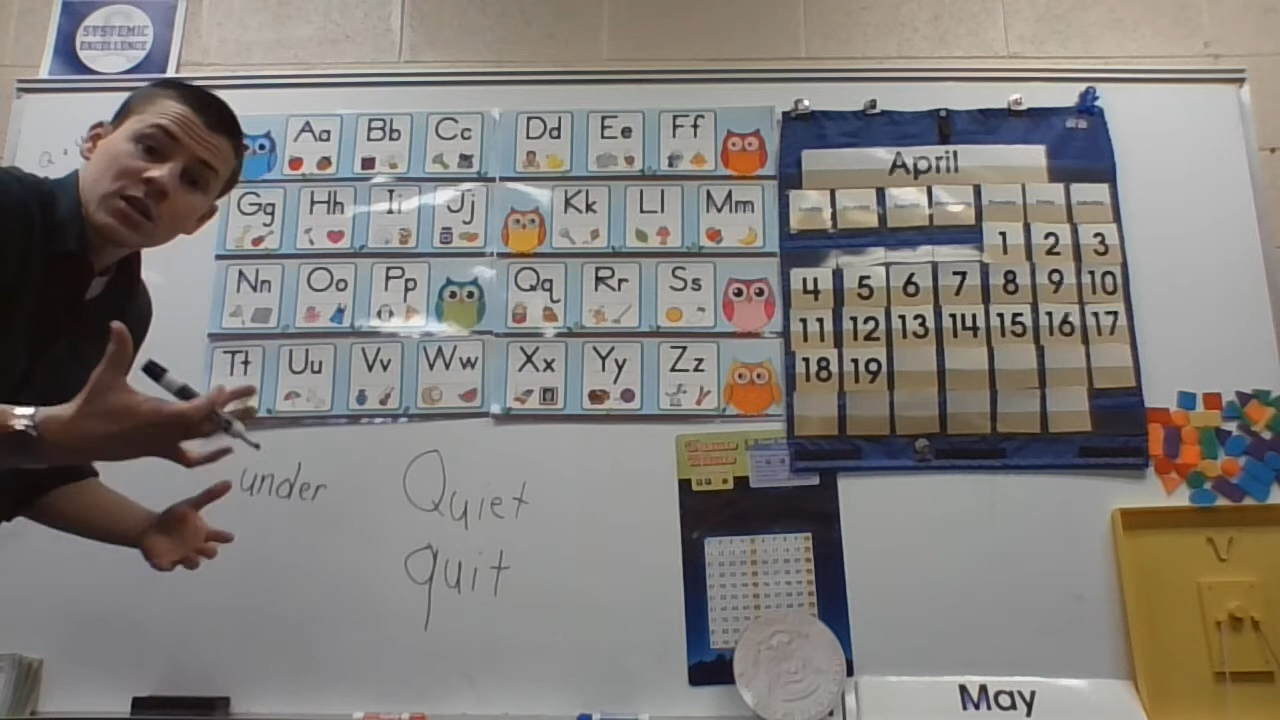 SYSTEMIC
EXCELLENCE
Aa Bb Cc Dd Ee Ff
Gg Hh Ii Jj Kk Ll Mm
Nn Oo Pp Qq Rr Ss
Tt Uu Vv Ww Xx Yy Zz
April
1 2 3
4 5 6 7 8 9 10
11 12 13 14 15 16 17
18 19
under
Quiet
quit
May